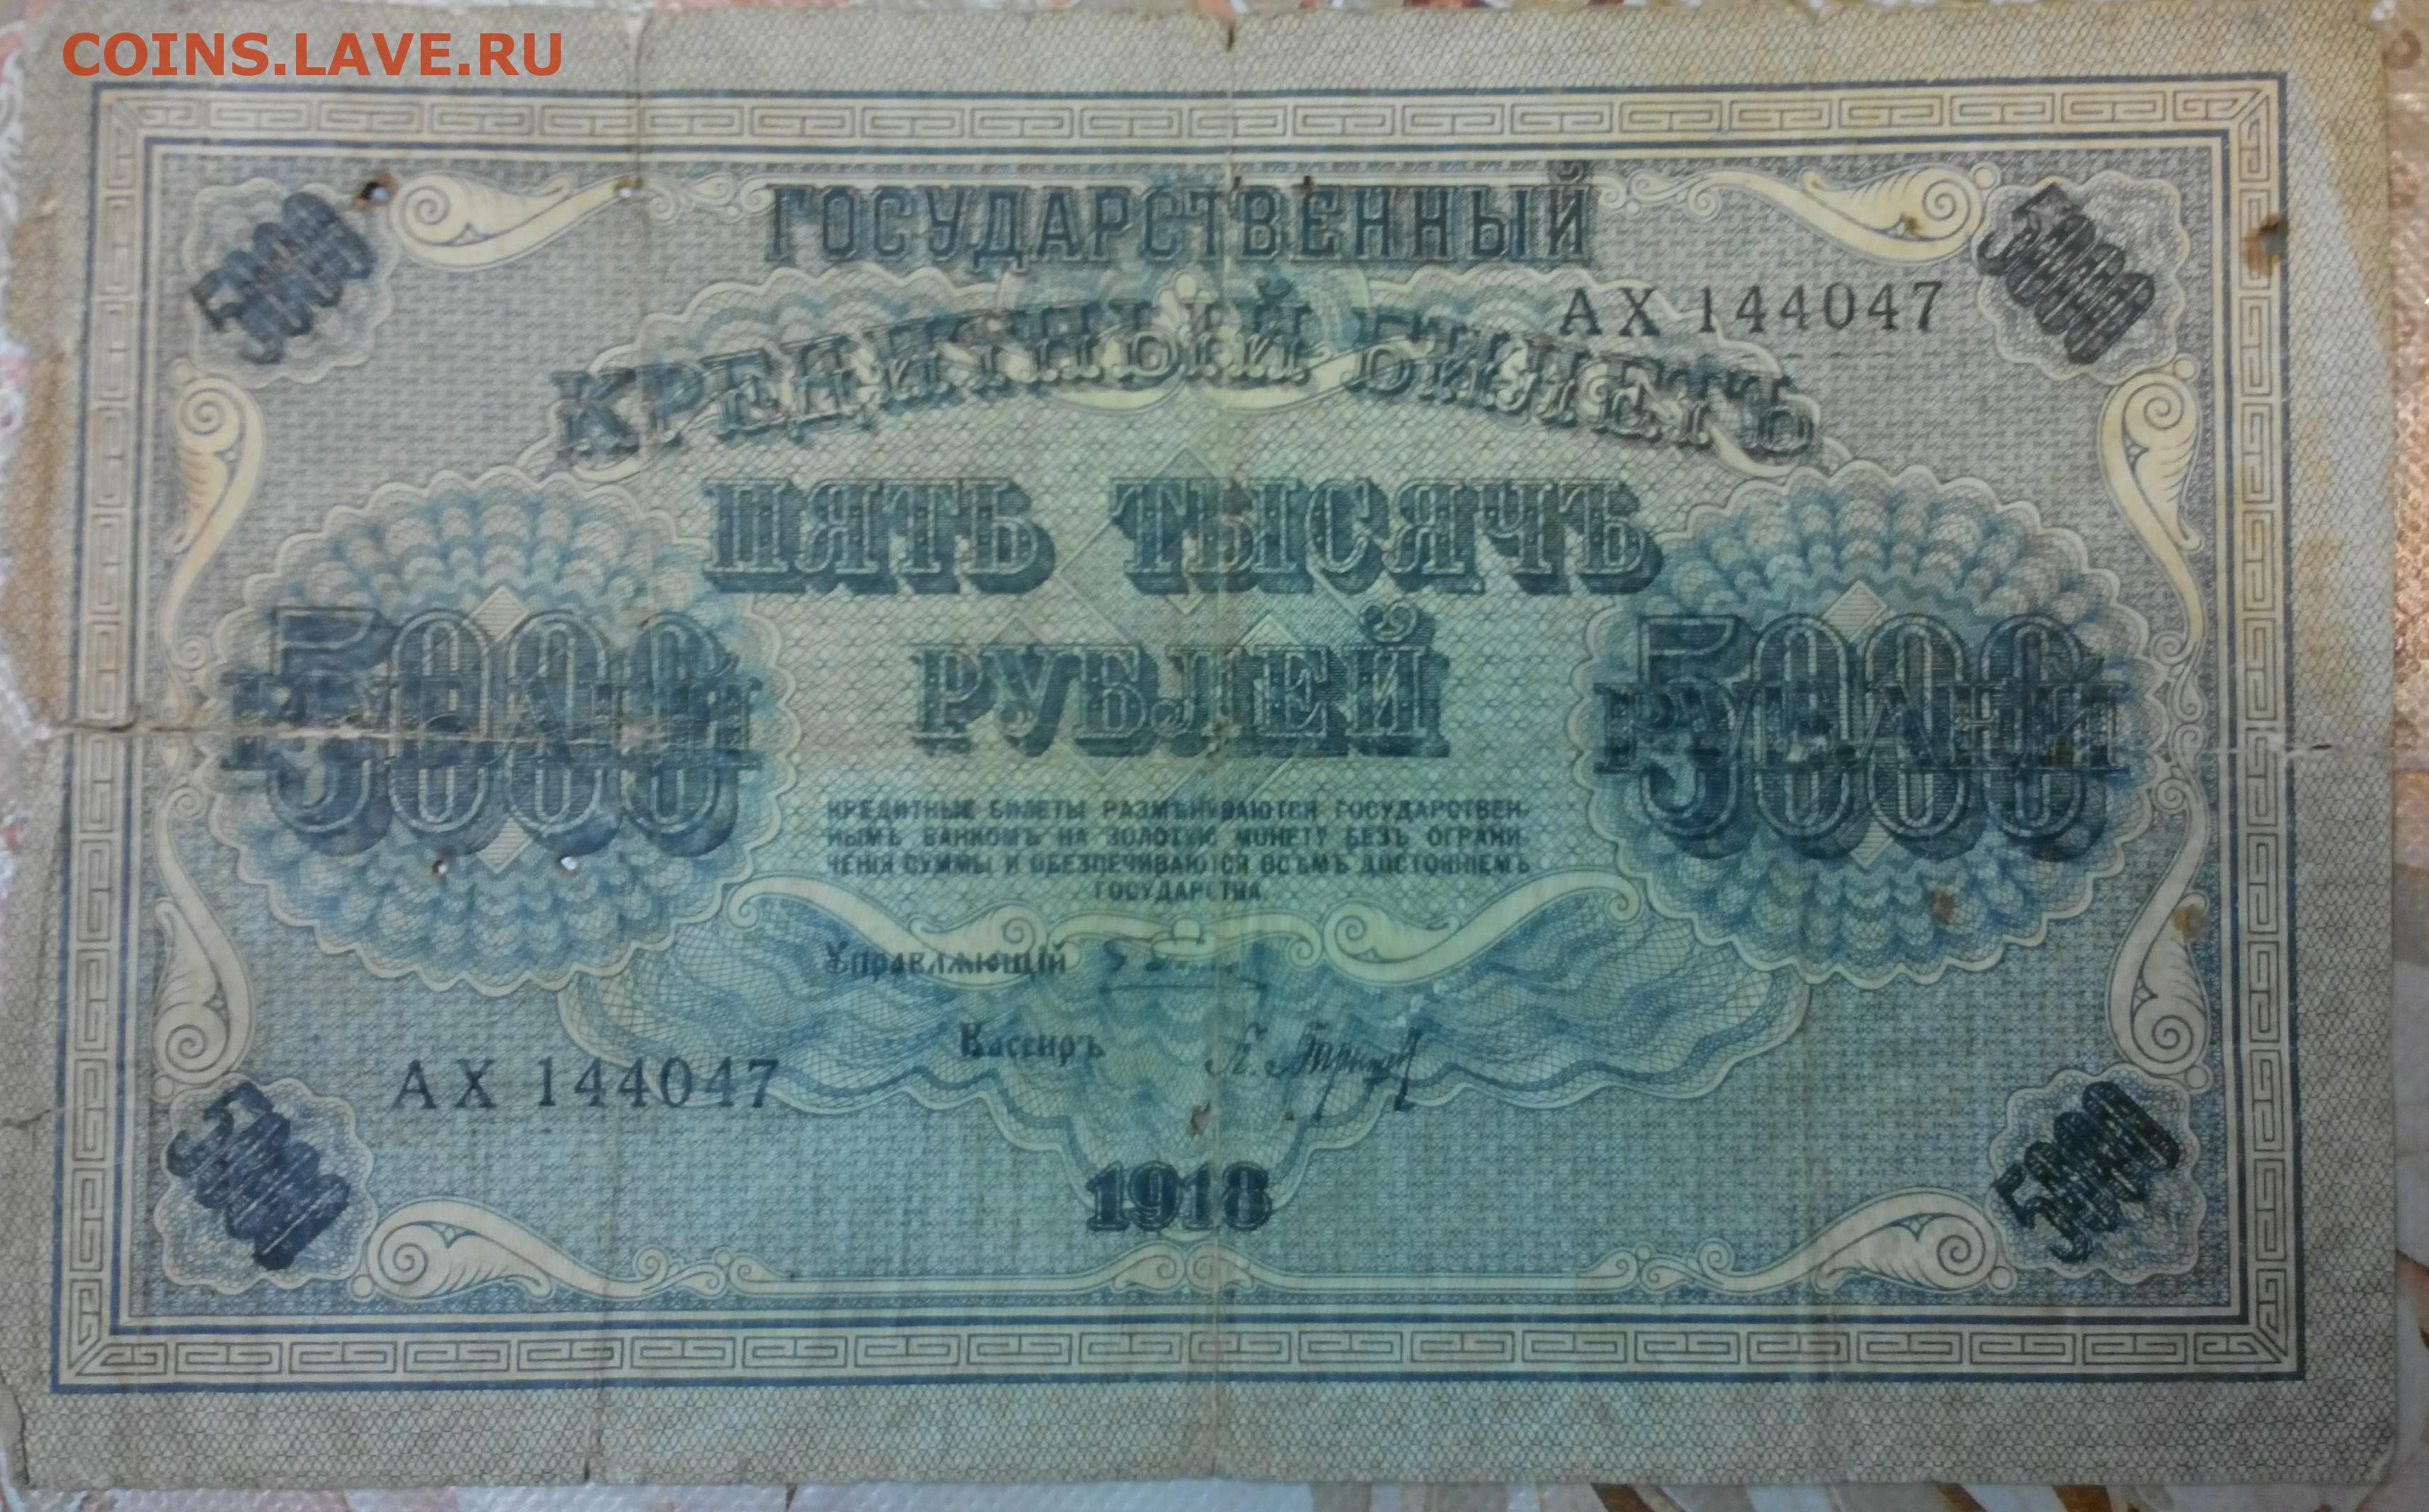 COINS.LAVE.RU
5000
5000
ГОСУДАРСТВЕННЫЙ
АХ 144047
КРЕДИТНЫЙ БИЛЕТЪ
ПЯТЬ ТЫСЯЧЪ
РУБЛЕЙ
5000
РУБЛЕЙ
5000
РУБЛЕЙ
КРЕДИТНЫЕ БИЛЕТЫ РАЗМѢНИВАЮТСЯ ГОСУДАРСТВЕН-
НЫМЪ БАНКОМЪ НА ЗОЛОТУЮ МОНЕТУ БЕЗЪ ОГРАНИ-
ЧЕНІЯ СУММЫ И ОБЕЗПЕЧИВАЮТСЯ ВСѢМЪ ДОСТОЯНІЕМЪ
ГОСУДАРСТВА.
Управляющій
Кассиръ
АХ 144047
5000
5000
1918